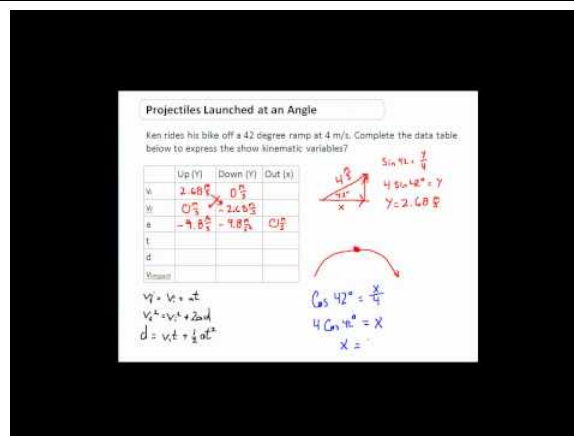 Projectiles Launched at an Angle
Ken rides his bike off a 42 degree ramp at 4 m/s. Complete the data table
below to express the show kinematic variables?
Up (Y) Down (Y) Out (x)
Vi 2.68 m/s 0 m/s
Vf 0 m/s -2.68 m/s
a -9.8 m/s² -9.8 m/s² 0 m/s
t
d
Vimpact
4 m/s
42°
x
Sin 42 = y/4
4 Sin 42° = Y
Y = 2.68 m/s
Vf = Vi + at
Vf² = Vi² + 2ad
d = Vit + ½at²
Cos 42° = x/4
4 Cos 42° = X
X =